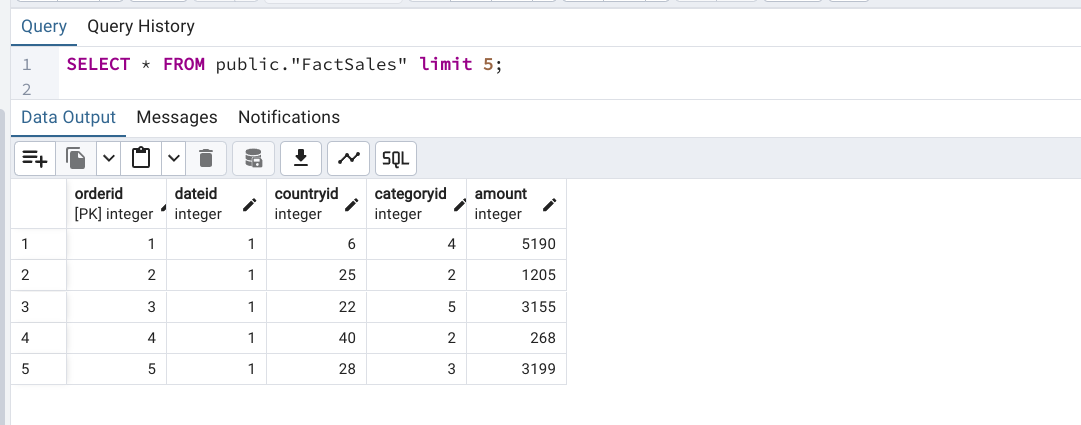 Query Query History
1 SELECT * FROM public."FactSales" limit 5;
2
Data Output Messages Notifications
SQL
orderid dateid countryid categoryid amount
[PK] integer integer integer integer integer
1 1 1 6 4 5190
2 2 1 25 2 1205
3 3 1 22 5 3155
4 4 1 40 2 268
5 5 1 28 3 3199